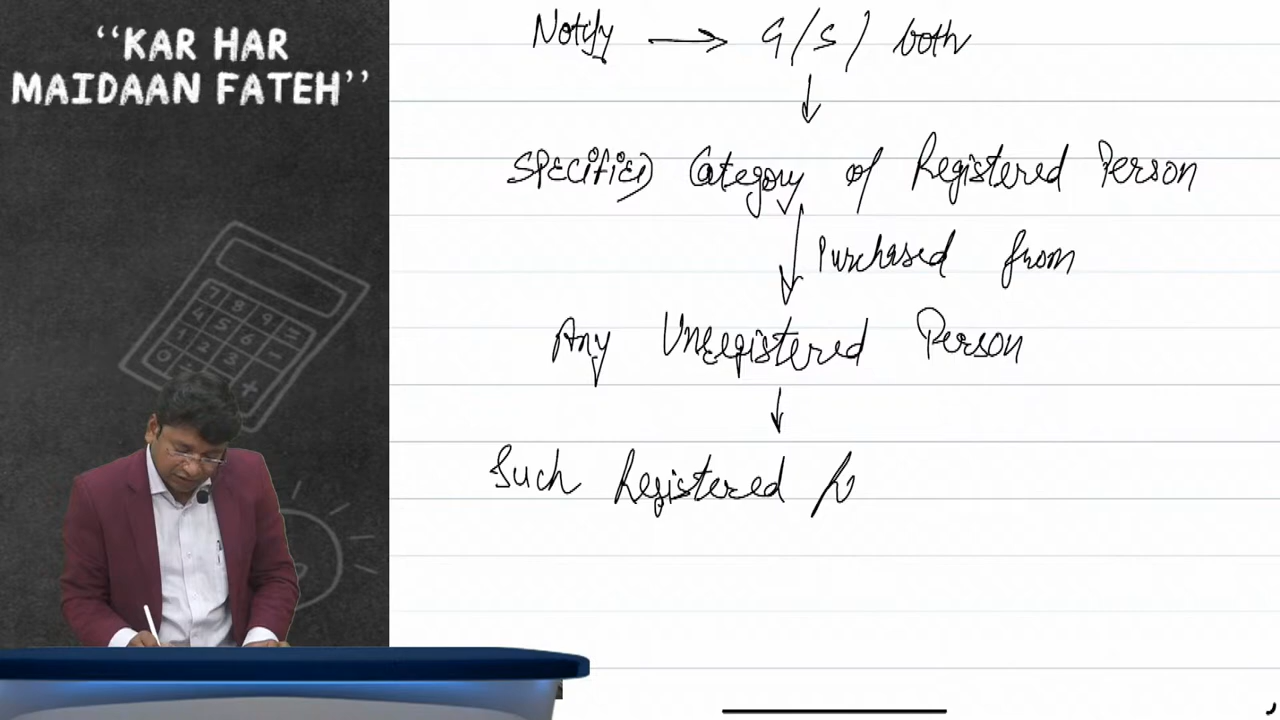 “KAR HAR
MAIDAAN FATEH”
Notify → G/S/ both
↓
SPECIFIED Category of Registered Person
↓ Purchased from
Any Unregistered Person
↓
Such Registered